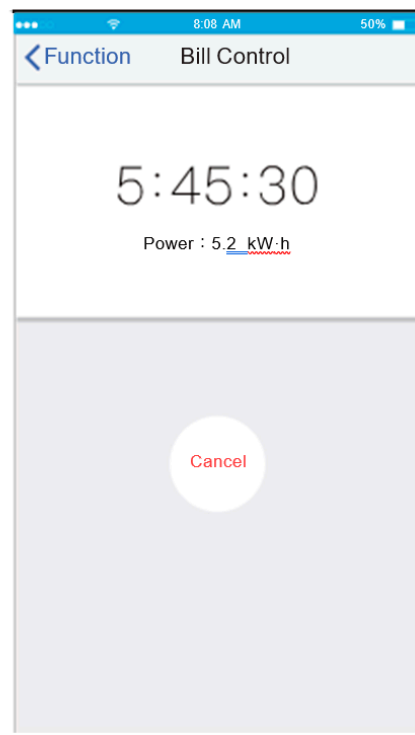 8:08 AM 50%
Function Bill Control
5:45:30
Power：5.2 kW·h
Cancel